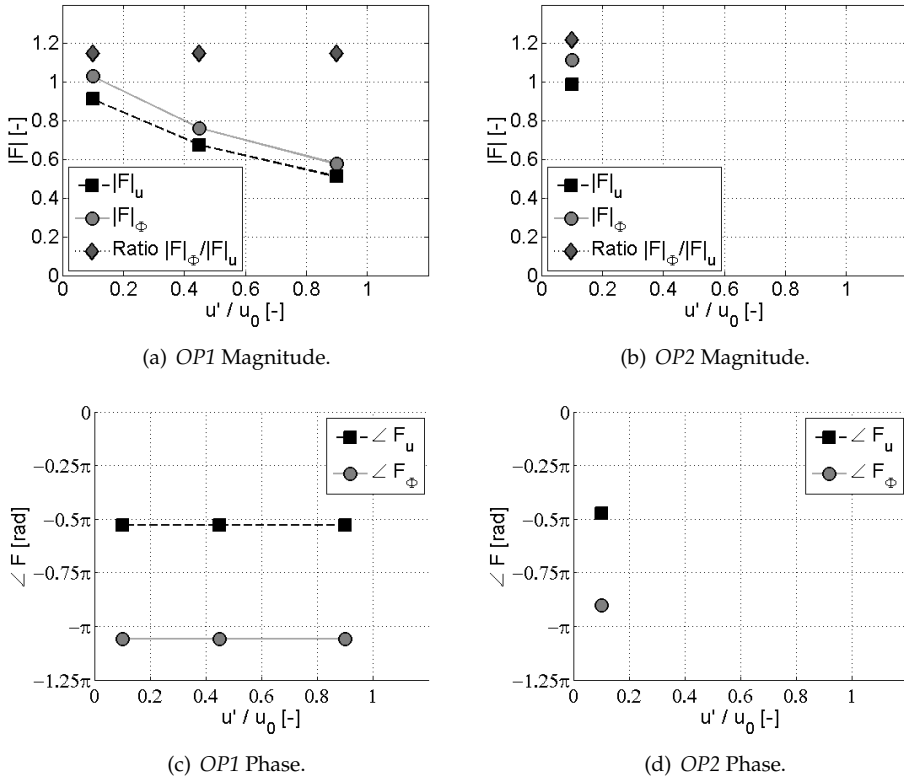 1.2
1
0.8
0.6
0.4
0.2
0
|F| [-]
|F|u
|F|Φ
Ratio |F|Φ/|F|u
0 0.2 0.4 0.6 0.8 1
u' / u0 [-]
(a) OP1 Magnitude.
1.2
1
0.8
0.6
0.4
0.2
0
|F| [-]
|F|u
|F|Φ
Ratio |F|Φ/|F|u
0 0.2 0.4 0.6 0.8 1
u' / u0 [-]
(b) OP2 Magnitude.
0
−0.25π
−0.5π
−0.75π
−π
−1.25π
∠ F [rad]
∠ Fu
∠ FΦ
0 0.2 0.4 0.6 0.8 1
u' / u0 [-]
(c) OP1 Phase.
0
−0.25π
−0.5π
−0.75π
−π
−1.25π
∠ F [rad]
∠ Fu
∠ FΦ
0 0.2 0.4 0.6 0.8 1
u' / u0 [-]
(d) OP2 Phase.